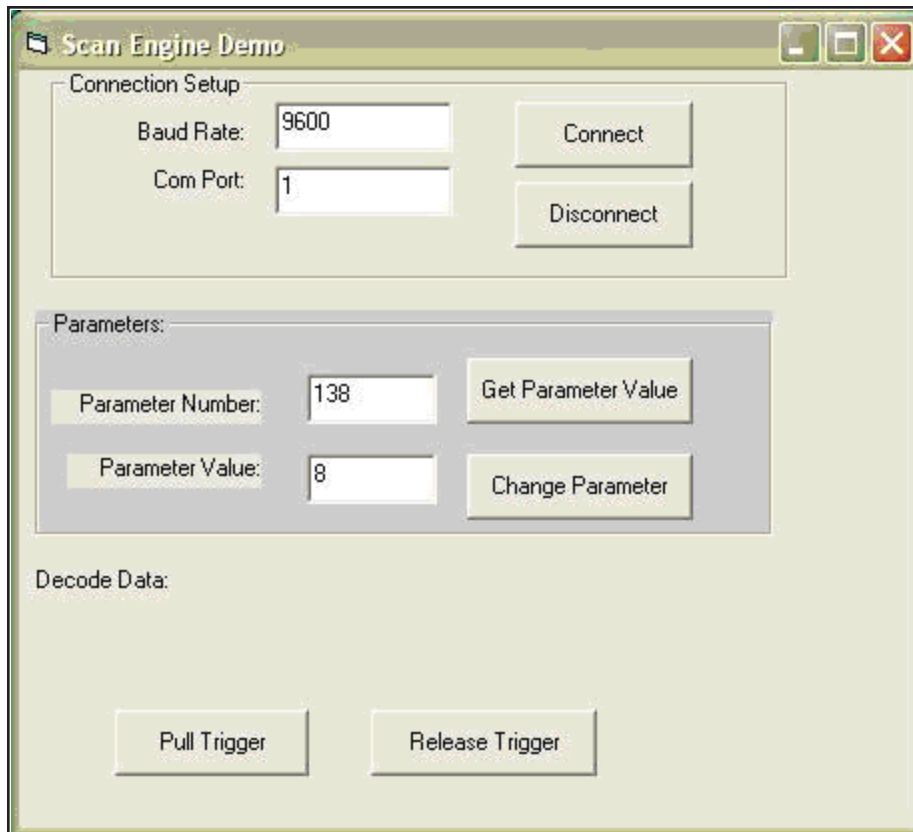 Scan Engine Demo
Connection Setup
Baud Rate: 9600 Connect
Com Port: 1
Disconnect
Parameters:
Parameter Number: 138 Get Parameter Value
Parameter Value: 8 Change Parameter
Decode Data:
Pull Trigger Release Trigger